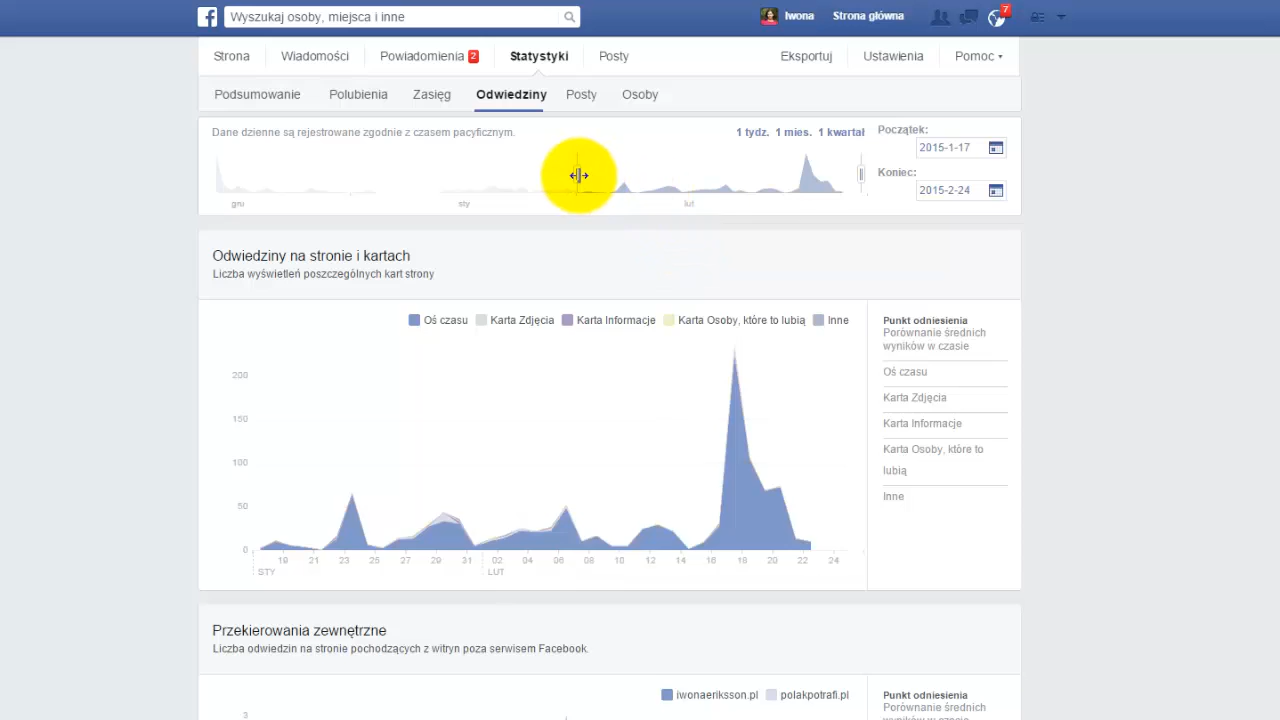 Wyszukaj osoby, miejsca i inne
Iwona Strona główna 7
Strona Wiadomości Powiadomienia 2 Statystyki Posty Eksportuj Ustawienia Pomoc
Podsumowanie Polubienia Zasięg Odwiedziny Posty Osoby
Dane dzienne są rejestrowane zgodnie z czasem pacyficznym. 1 tydz. 1 mies. 1 kwartał
Początek:
2015-1-17
Koniec:
2015-2-24
gru sty lut
Odwiedziny na stronie i kartach
Liczba wyświetleń poszczególnych kart strony
Oś czasu Karta Zdjęcia Karta Informacje Karta Osoby, które to lubią Inne
200
150
100
50
0
19 21 23 25 27 29 31 02 04 06 08 10 12 14 16 18 20 22 24
STY LUT
Punkt odniesienia
Porównanie średnich
wyników w czasie
Oś czasu
Karta Zdjęcia
Karta Informacje
Karta Osoby, które to
lubią
Inne
Przekierowania zewnętrzne
Liczba odwiedzin na stronie pochodzących z witryn poza serwisem Facebook.
iwonaeriksson.pl polakpotrafi.pl
3
Punkt odniesienia
Porównanie średnich